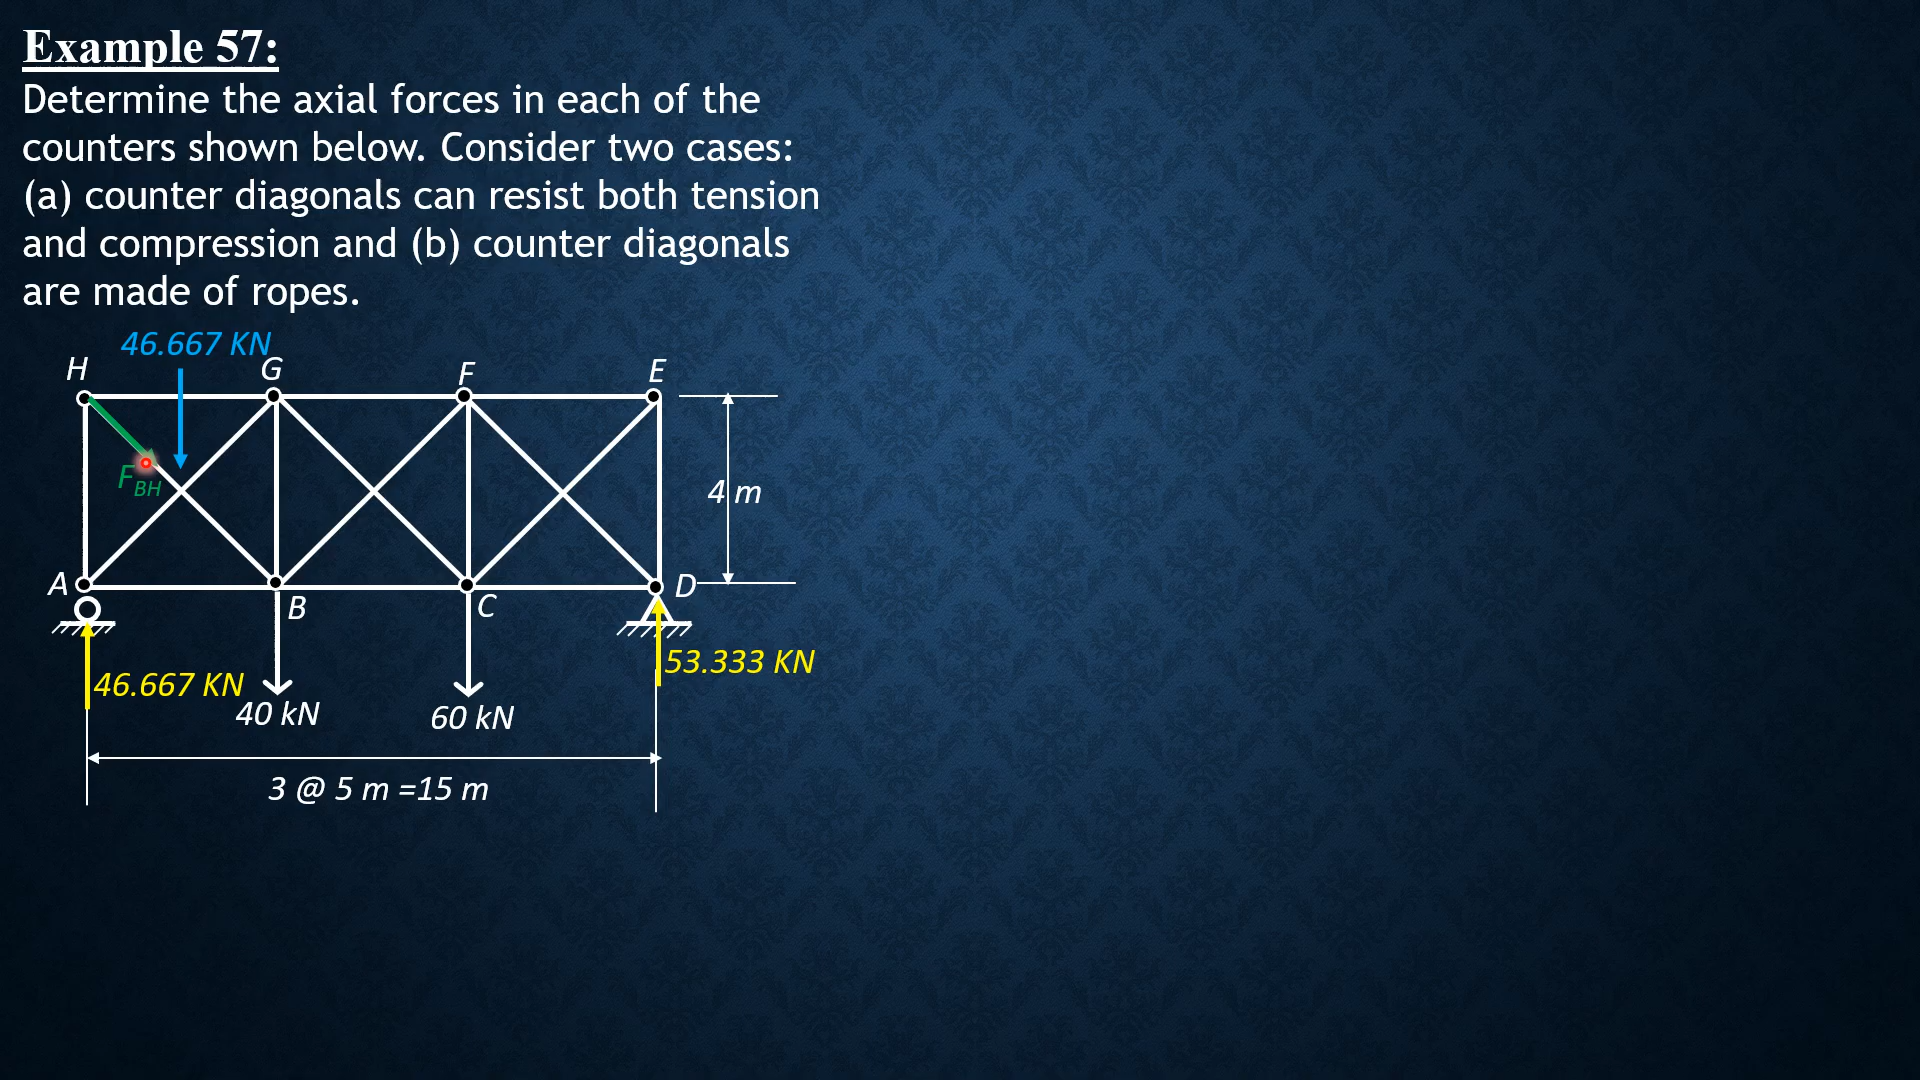 Example 57:
Determine the axial forces in each of the
counters shown below. Consider two cases:
(a) counter diagonals can resist both tension
and compression and (b) counter diagonals
are made of ropes.
46.667 KN
H
G
F
E
F_BH
4 m
A
B
C
D
46.667 KN
53.333 KN
40 kN
60 kN
3 @ 5 m =15 m